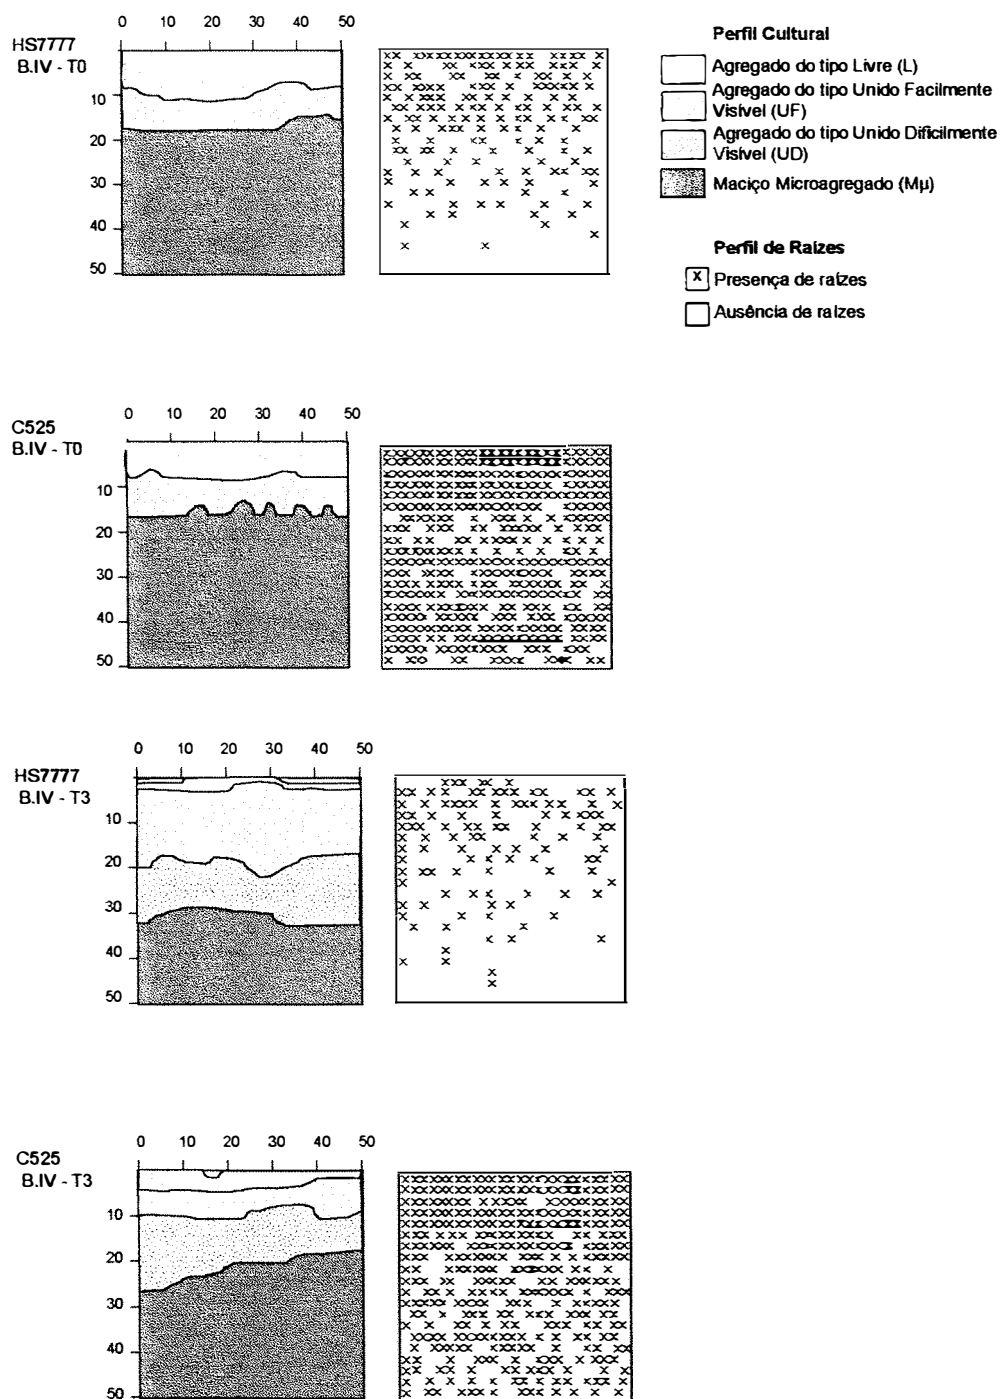 0 10 20 30 40 50
HS7777
B.IV - T0
10
20
30
40
50
Perfil Cultural
Agregado do tipo Livre (L)
Agregado do tipo Unido Facilmente
Visível (UF)
Agregado do tipo Unido Dificilmente
Visível (UD)
Maciço Microagregado (Mµ)
Perfil de Raízes
x Presença de raízes
Ausência de raízes
0 10 20 30 40 50
C525
B.IV - T0
10
20
30
40
50
0 10 20 30 40 50
HS7777
B.IV - T3
10
20
30
40
50
0 10 20 30 40 50
C525
B.IV - T3
10
20
30
40
50